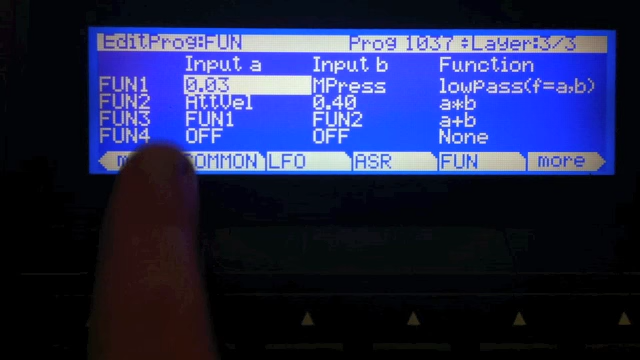 EditProg:FUN Prog 1037 Layer:3/3
Input a Input b Function
FUN1 0.03 MPress lowPass(f=a,b)
FUN2 AttVel 0.40 a*b
FUN3 FUN1 FUN2 a+b
FUN4 OFF OFF None
COMMON LFO ASR FUN more